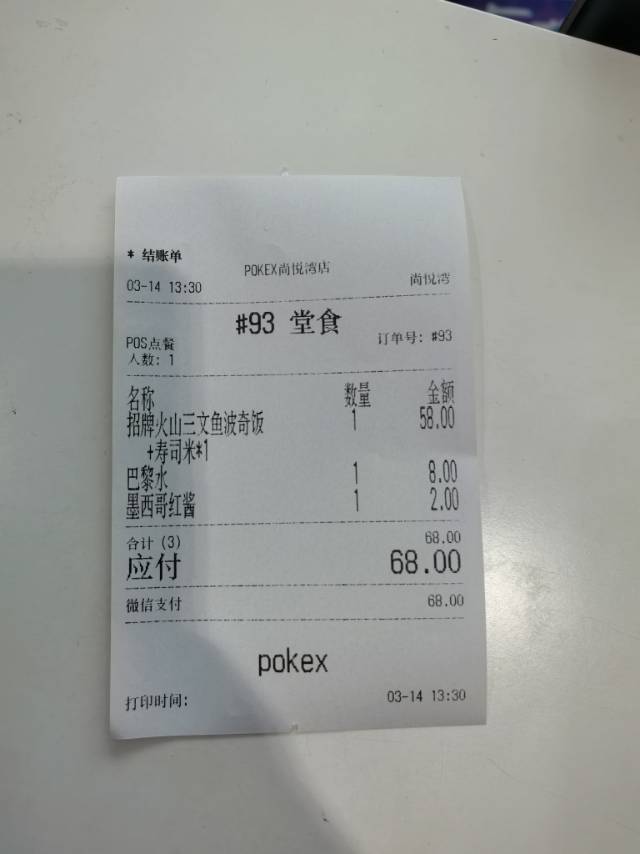 * 结账单
POKEX尚悦湾店
03-14 13:30 尚悦湾
#93 堂食
POS点餐 订单号: #93
人数: 1
名称 数量 金额
招牌火山三文鱼波奇饭 1 58.00
+寿司米*1
巴黎水 1 8.00
墨西哥红酱 1 2.00
合计(3) 68.00
应付 68.00
微信支付 68.00
pokex
打印时间: 03-14 13:30